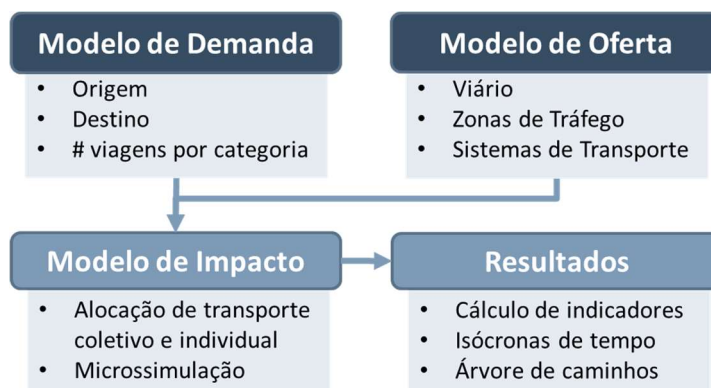 Modelo de Demanda
• Origem
• Destino
• # viagens por categoria
Modelo de Oferta
• Viário
• Zonas de Tráfego
• Sistemas de Transporte
Modelo de Impacto
• Alocação de transporte
coletivo e individual
• Microssimulação
Resultados
• Cálculo de indicadores
• Isócronas de tempo
• Árvore de caminhos